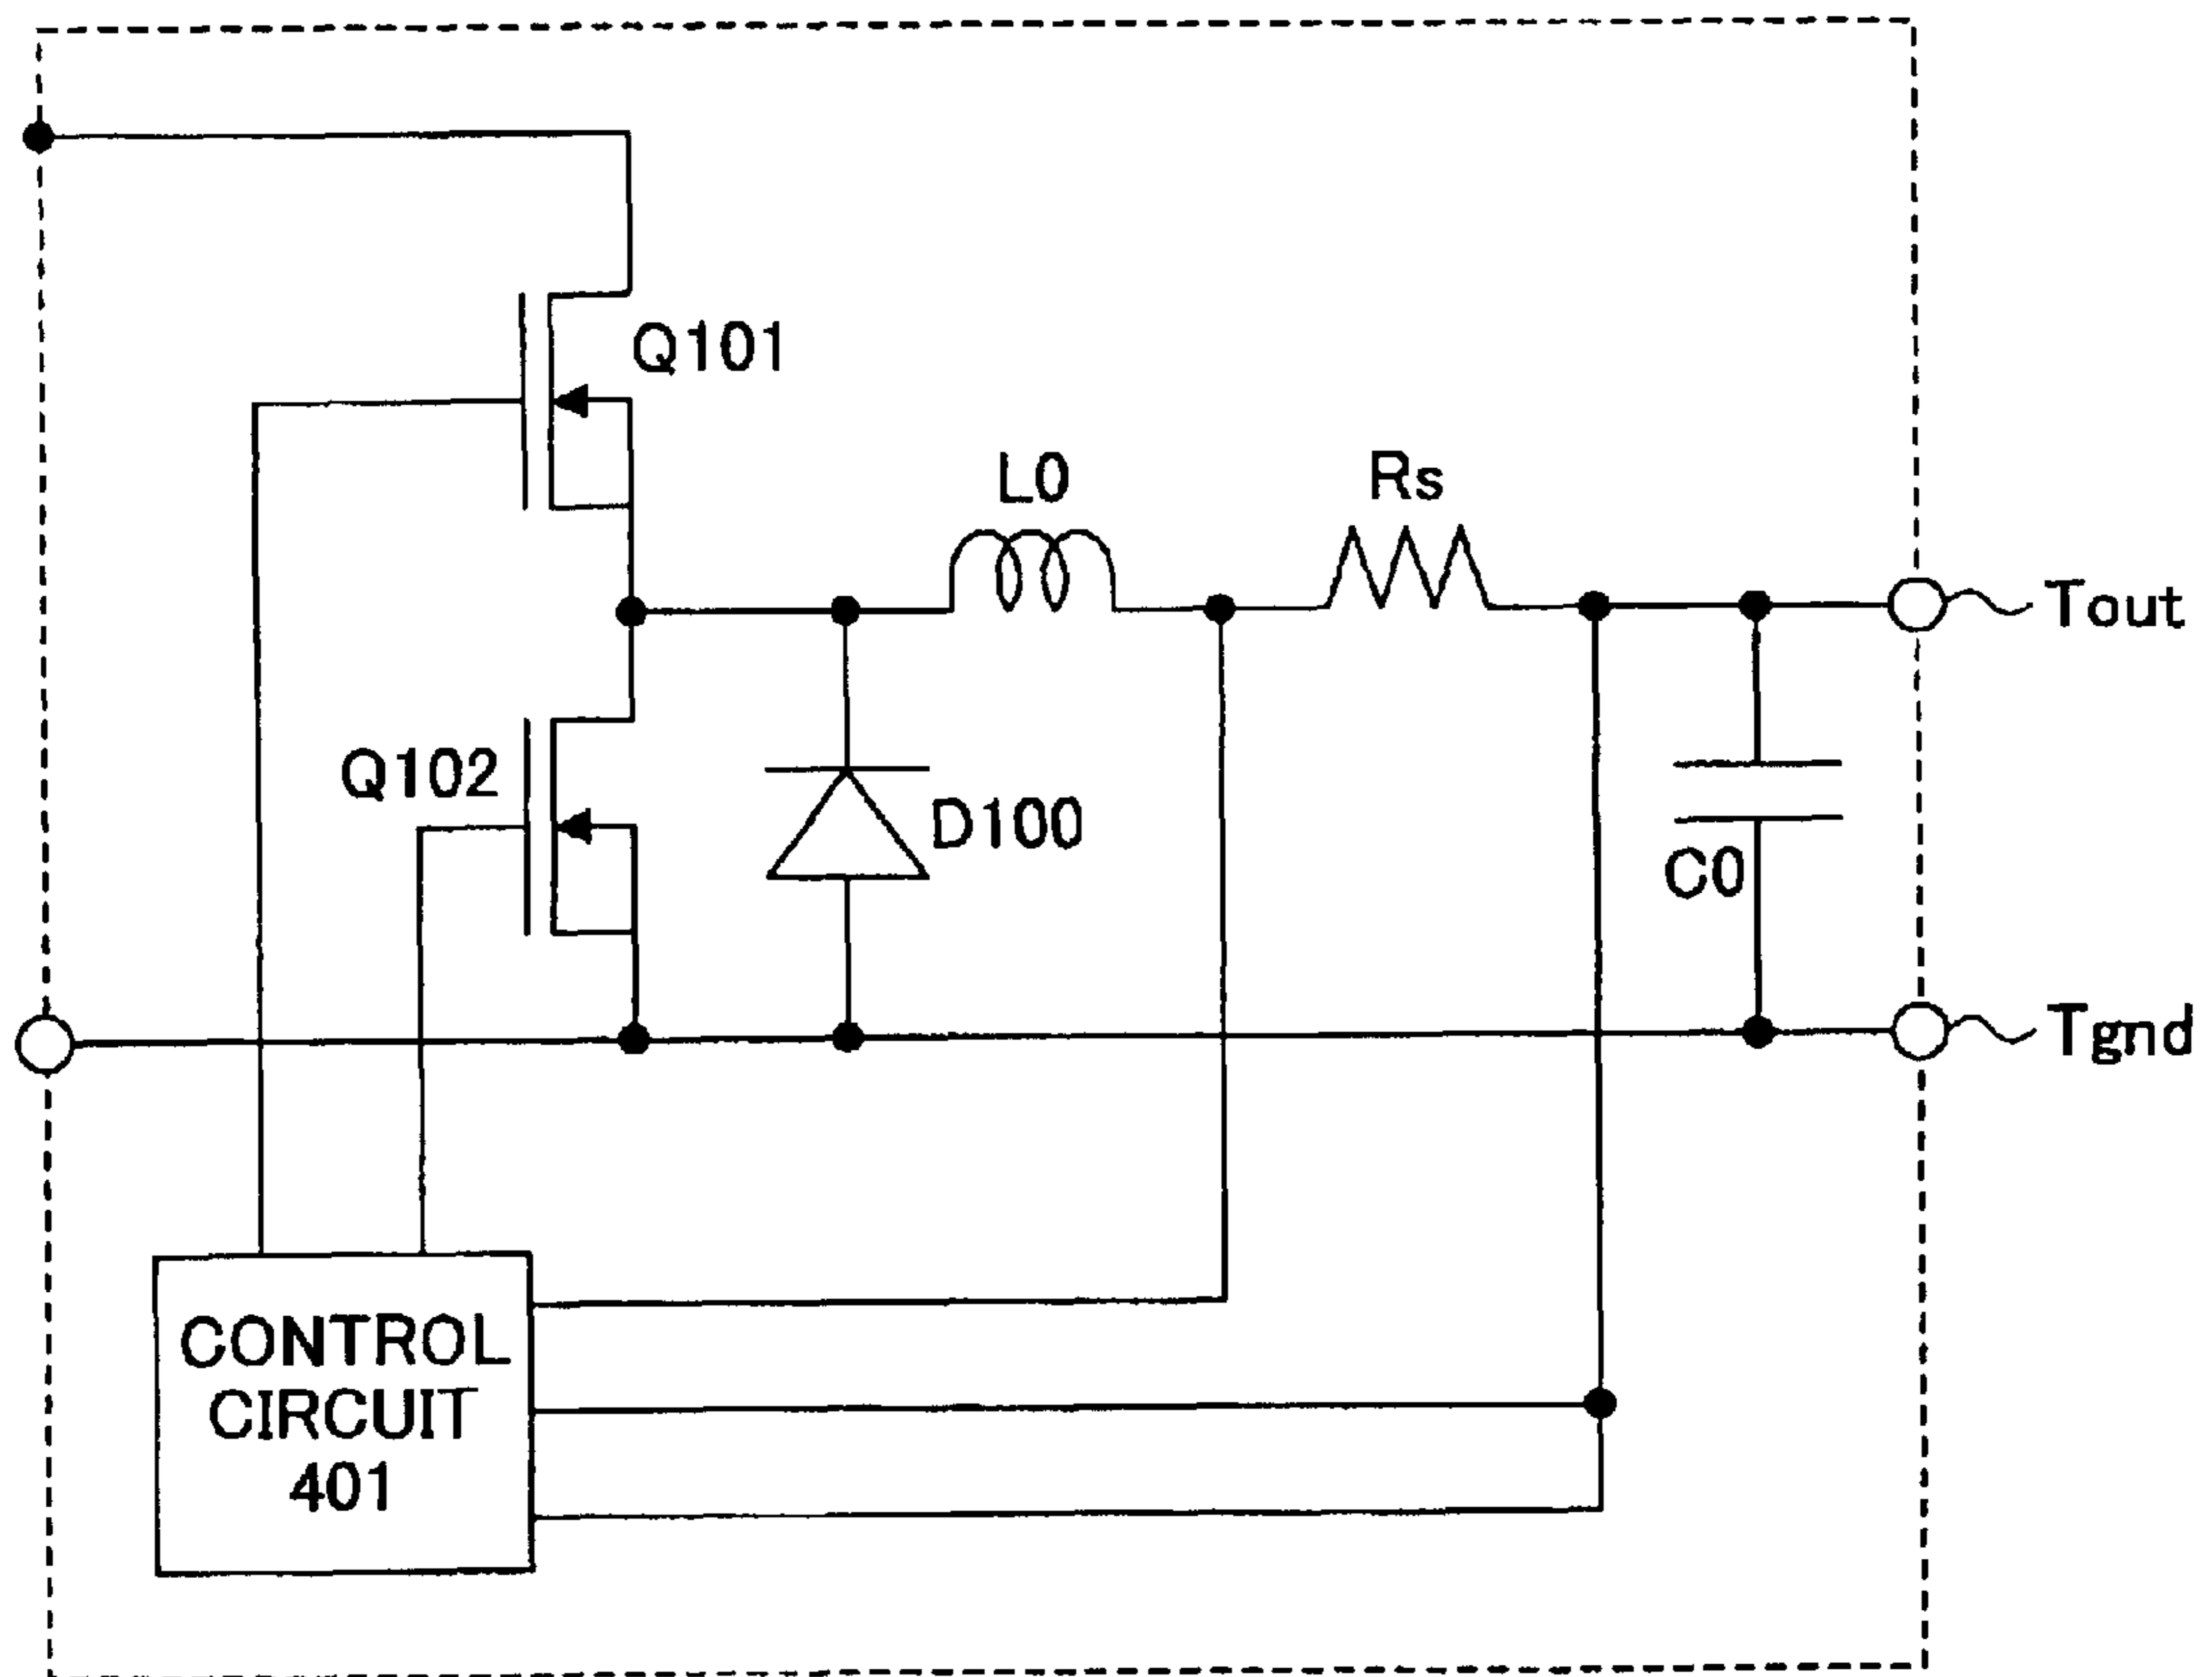 Q101
L0
Rs
Tout
Q102
D100
C0
Tgnd
CONTROL
CIRCUIT
401